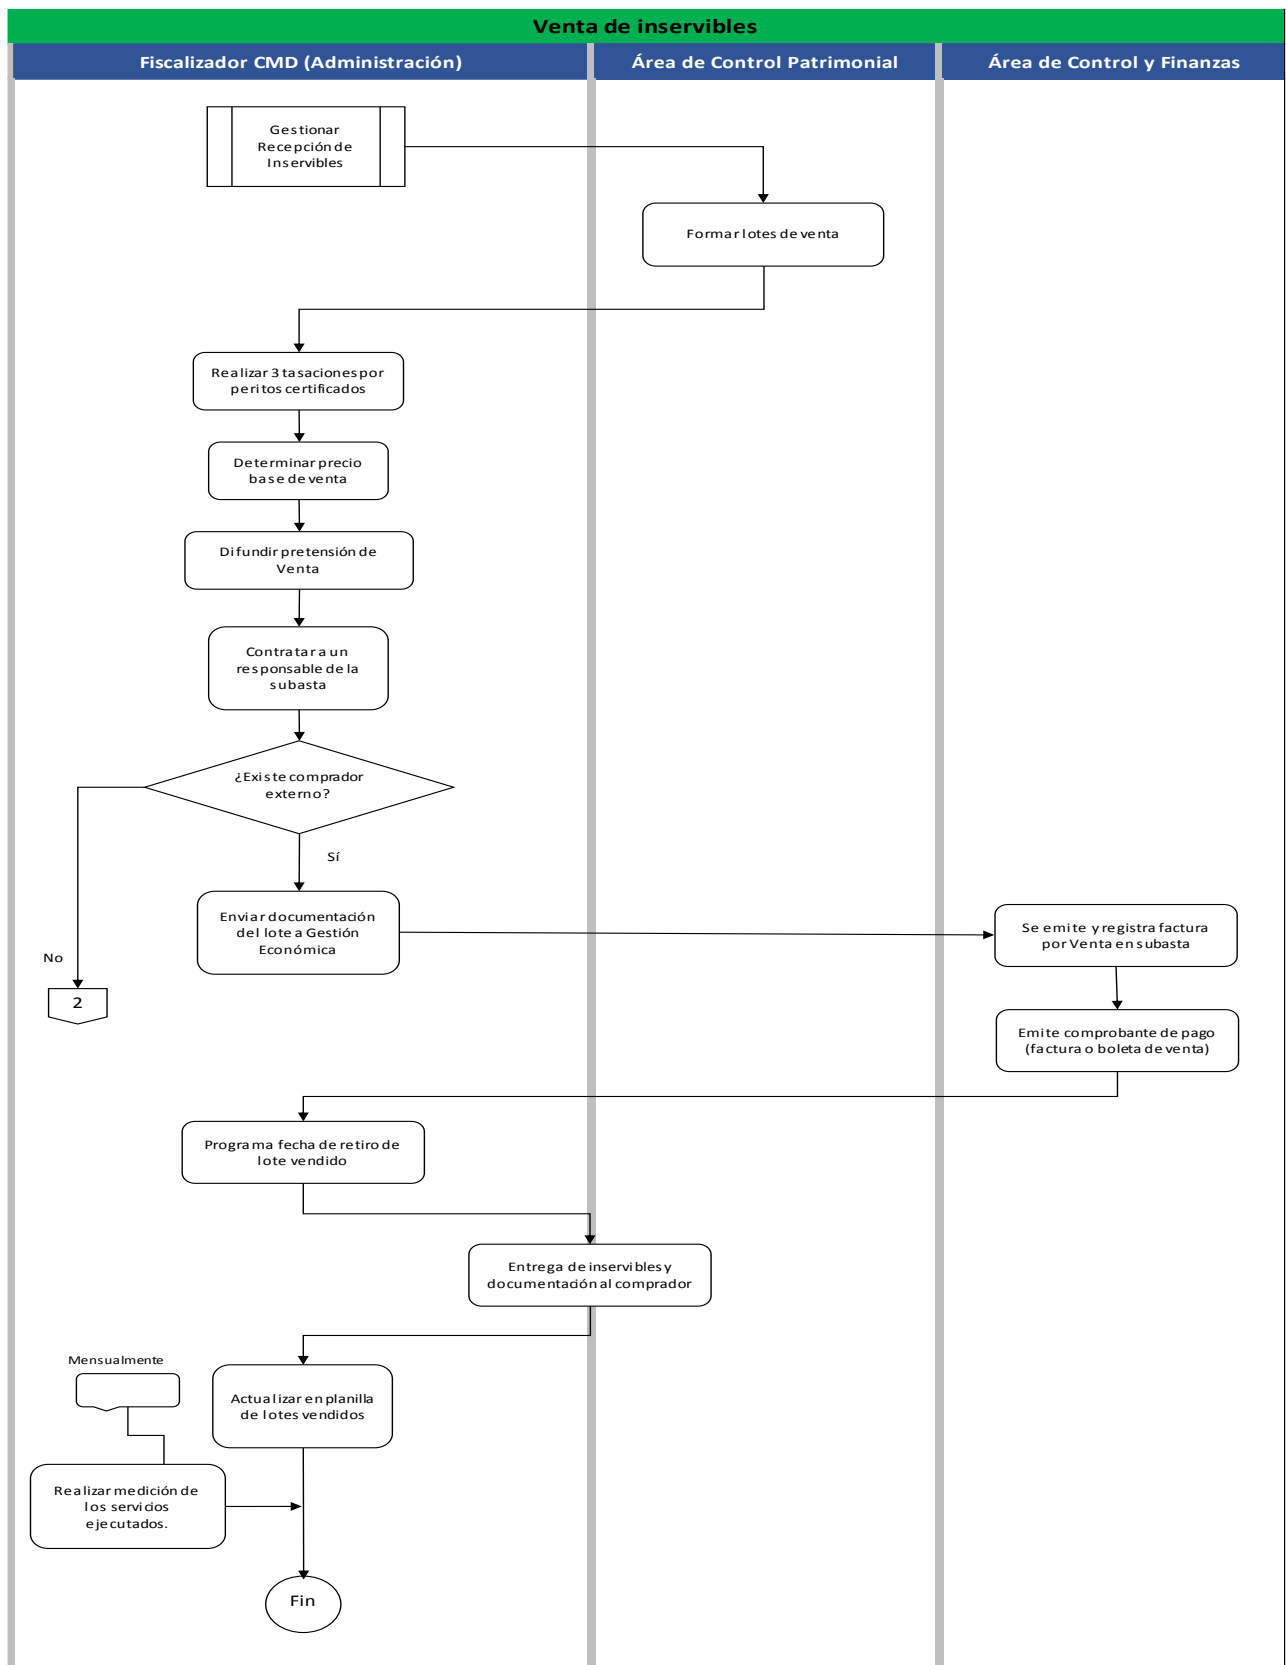 Venta de inservibles
Fiscalizador CMD (Administración)
Área de Control Patrimonial
Área de Control y Finanzas
Gestionar
Recepción de
Inservibles
Formar lotes de venta
Realizar 3 tasaciones por
peritos certificados
Determinar precio
base de venta
Difundir pretensión de
Venta
Contratar a un
responsable de la
subasta
¿Existe comprador
externo?
Sí
No
2
Enviar documentación
del lote a Gestión
Económica
Se emite y registra factura
por Venta en subasta
Emite comprobante de pago
(factura o boleta de venta)
Programa fecha de retiro de
lote vendido
Entrega de inservibles y
documentación al comprador
Mensualmente
Actualizar en planilla
de lotes vendidos
Realizar medición de
los servicios
ejecutados.
Fin